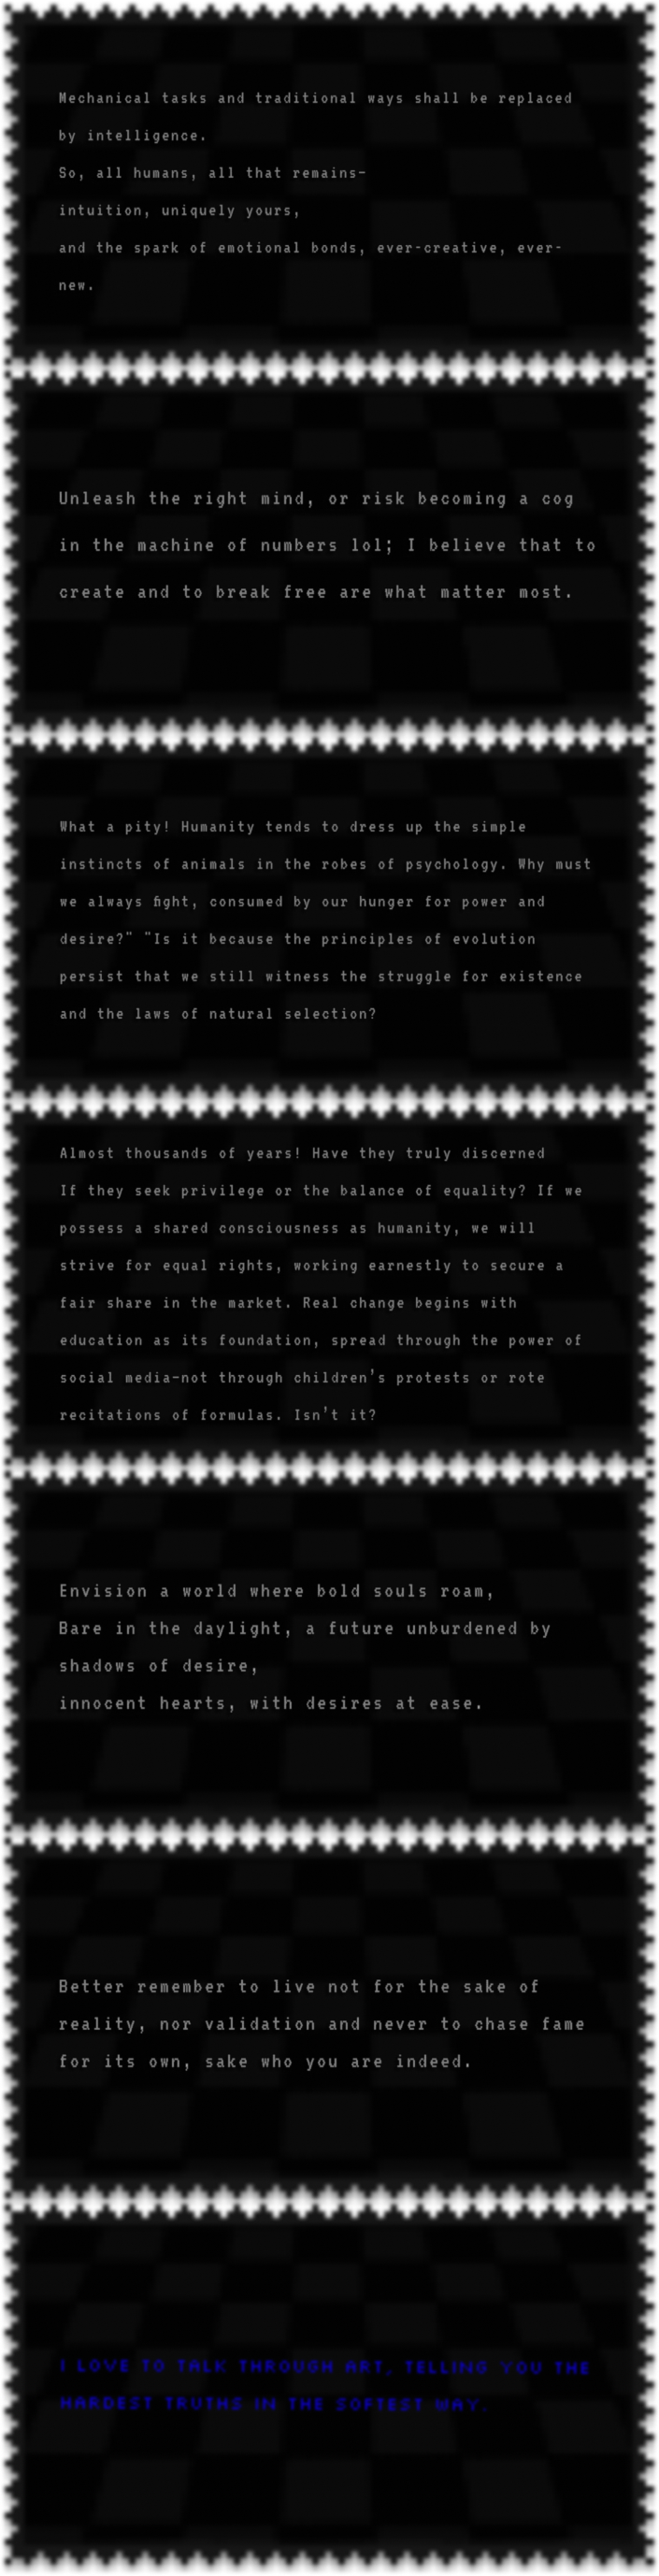 Mechanical tasks and traditional ways shall be replaced
by intelligence.
So, all humans, all that remains—
intuition, uniquely yours,
and the spark of emotional bonds, ever-creative, ever-
new.
Unleash the right mind, or risk becoming a cog
in the machine of numbers lol; I believe that to
create and to break free are what matter most.
What a pity! Humanity tends to dress up the simple
instincts of animals in the robes of psychology. Why must
we always fight, consumed by our hunger for power and
desire?" "Is it because the principles of evolution
persist that we still witness the struggle for existence
and the laws of natural selection?
Almost thousands of years! Have they truly discerned
If they seek privilege or the balance of equality? If we
possess a shared consciousness as humanity, we will
strive for equal rights, working earnestly to secure a
fair share in the market. Real change begins with
education as its foundation, spread through the power of
social media—not through children's protests or rote
recitations of formulas. Isn't it?
Envision a world where bold souls roam,
Bare in the daylight, a future unburdened by
shadows of desire,
innocent hearts, with desires at ease.
Better remember to live not for the sake of
reality, nor validation and never to chase fame
for its own, sake who you are indeed.
I LOVE TO TALK THROUGH ART, TELLING YOU THE
HARDEST TRUTHS IN THE SOFTEST WAY.